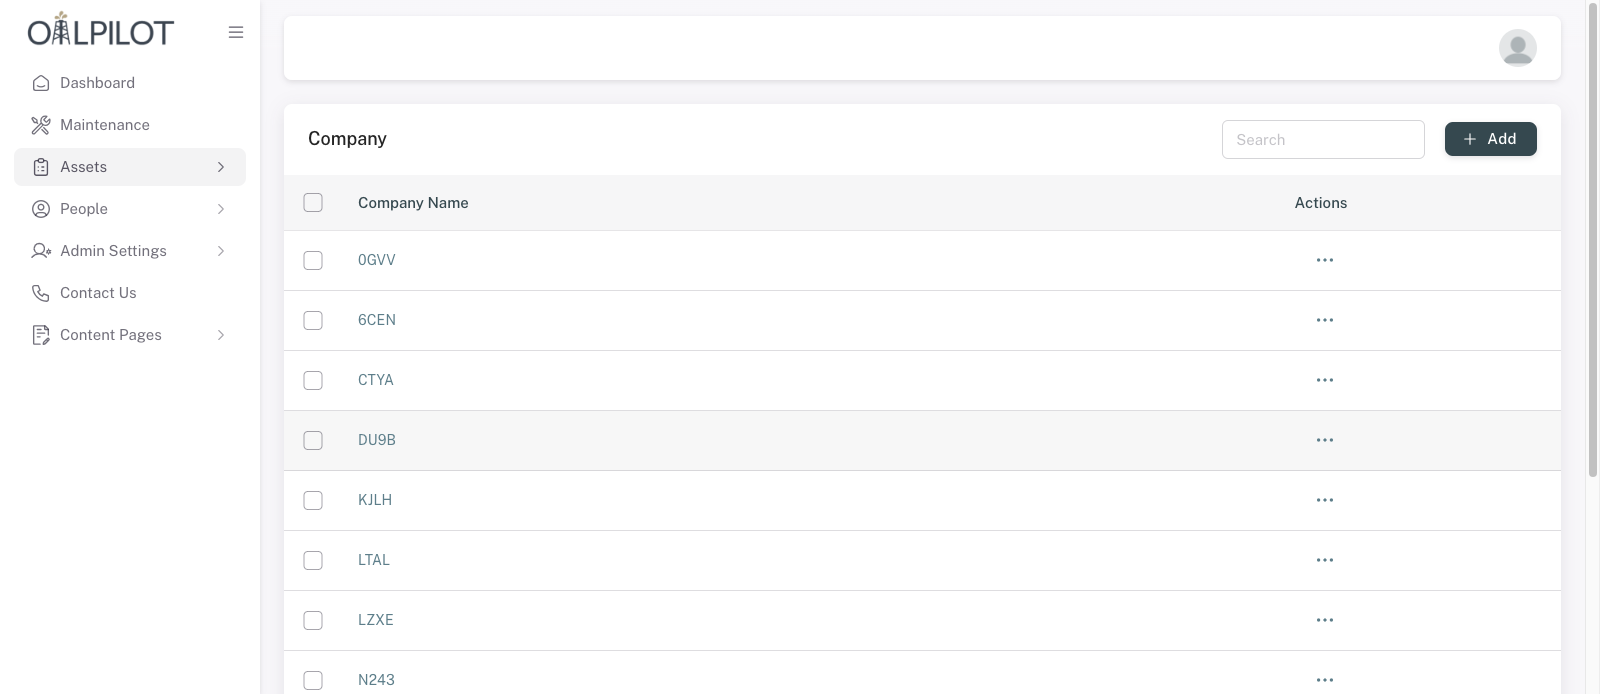 OILPILOT
Dashboard
Maintenance
Assets
People
Admin Settings
Contact Us
Content Pages
Company
Search
Add
Company Name
Actions
0GVV
6CEN
CTYA
DU9B
KJLH
LTAL
LZXE
N243